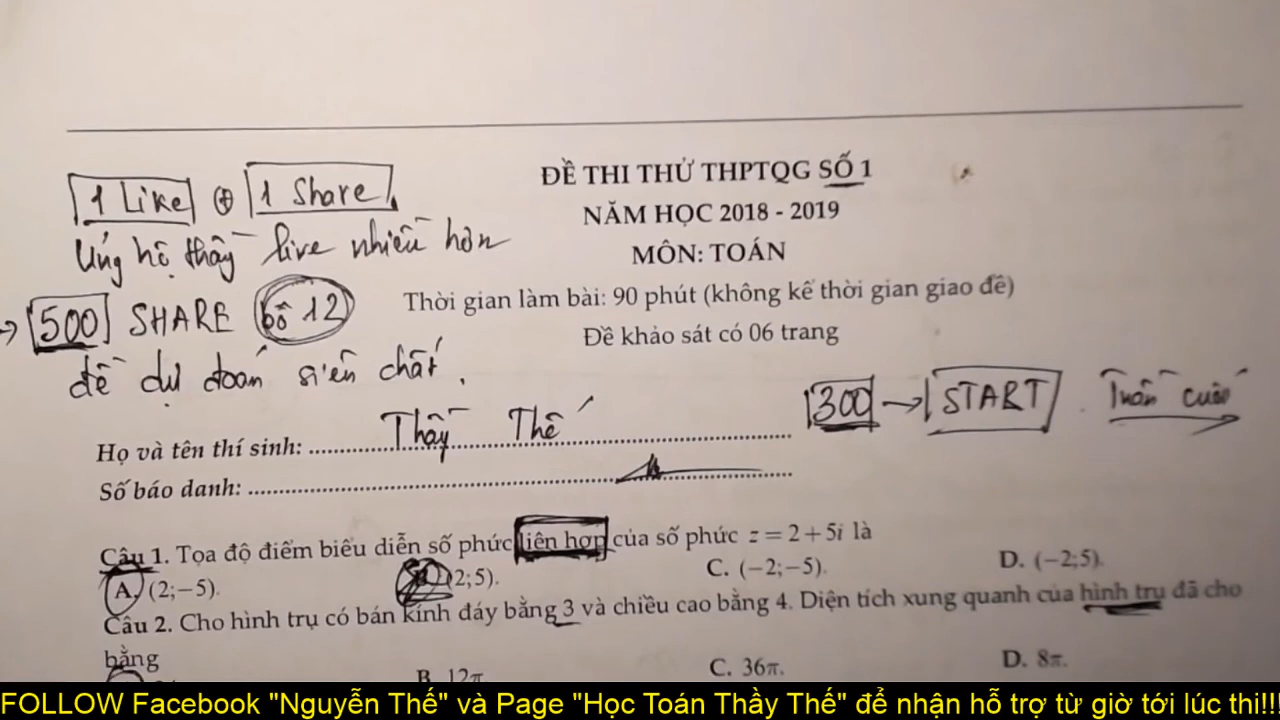 ĐỀ THI THỬ THPTQG SỐ 1
NĂM HỌC 2018 - 2019
MÔN: TOÁN
Thời gian làm bài: 90 phút (không kể thời gian giao đề)
Đề khảo sát có 06 trang
1 Like ⊕ 1 Share
Ủng hộ thầy live nhiều hơn
→ 500 SHARE bộ 12
đề dự đoán siêu chất.
300 → START Tuần cuối
Họ và tên thí sinh: Thầy Thế
Số báo danh:
Câu 1. Tọa độ điểm biểu diễn số phức liên hợp của số phức z = 2 + 5i là
A. (2;−5). (2;5). C. (−2;−5). D. (−2;5).
Câu 2. Cho hình trụ có bán kính đáy bằng 3 và chiều cao bằng 4. Diện tích xung quanh của hình trụ đã cho
bằng
B. 12π. C. 36π. D. 8π.
FOLLOW Facebook "Nguyễn Thế" và Page "Học Toán Thầy Thế" để nhận hỗ trợ từ giờ tới lúc thi!!!